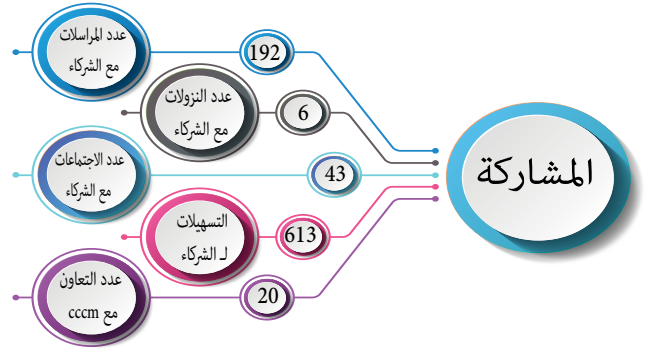 المشاركة
192
عدد المراسلات
مع الشركاء
6
عدد النزولات
مع الشركاء
43
عدد الاجتماعات
مع الشركاء
613
التسهيلات
لـ الشركاء
20
عدد التعاون
مع cccm